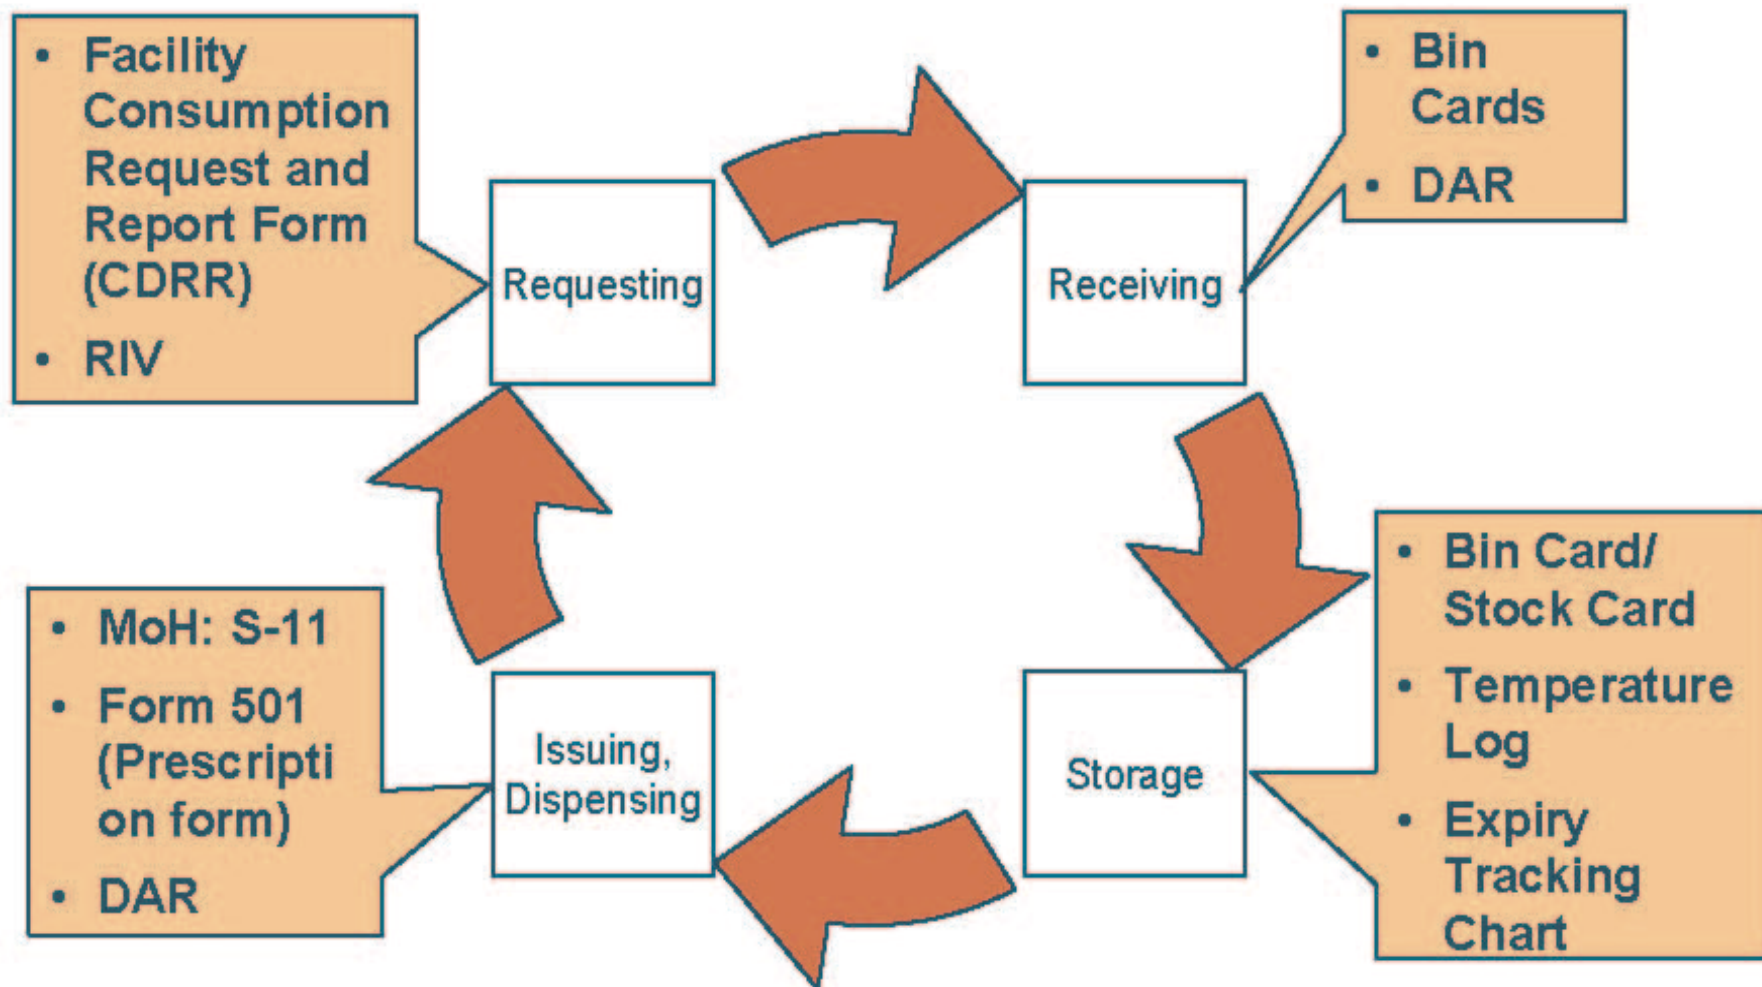 • Facility
Consumption
Request and
Report Form
(CDRR)
• RIV
Requesting
Receiving
• Bin
Cards
• DAR
• Bin Card/
Stock Card
• Temperature
Log
• Expiry
Tracking
Chart
Storage
Issuing,
Dispensing
• MoH: S-11
• Form 501
(Prescripti
on form)
• DAR